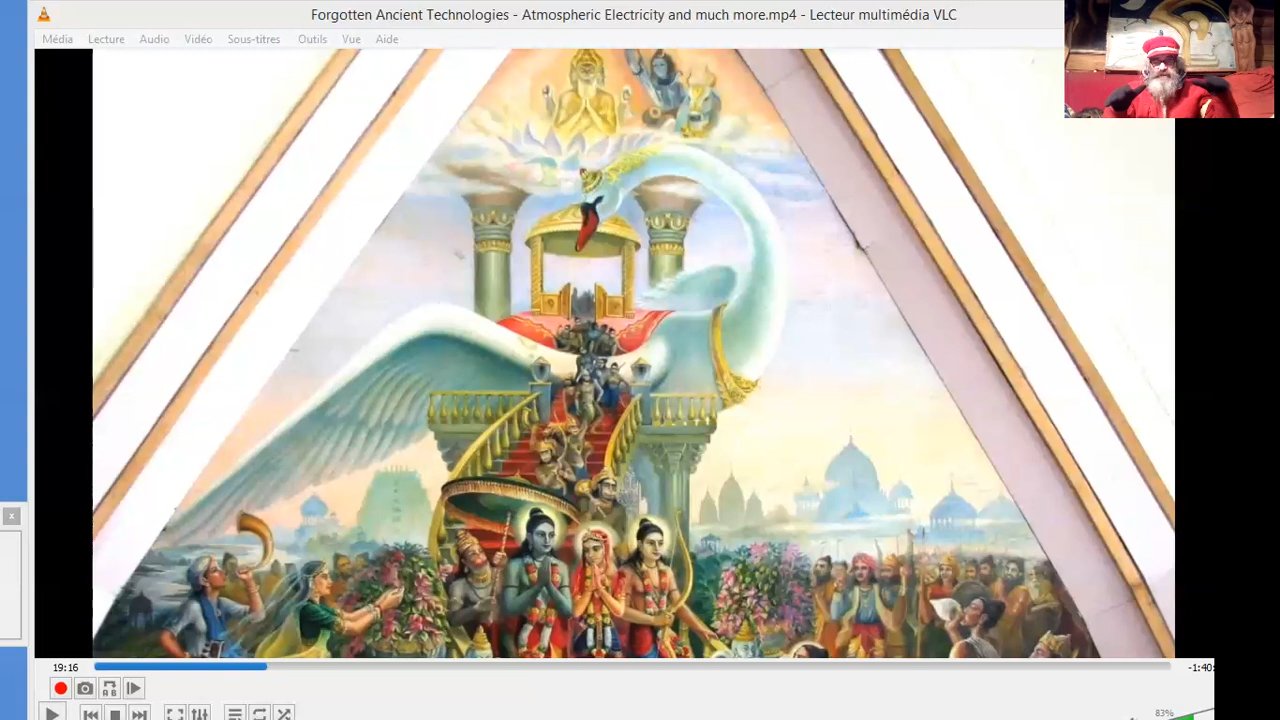 Forgotten Ancient Technologies - Atmospheric Electricity and much more.mp4 - Lecteur multimédia VLC
Média Lecture Audio Vidéo Sous-titres Outils Vue Aide
x
19:16
-1:40:
A B
83%